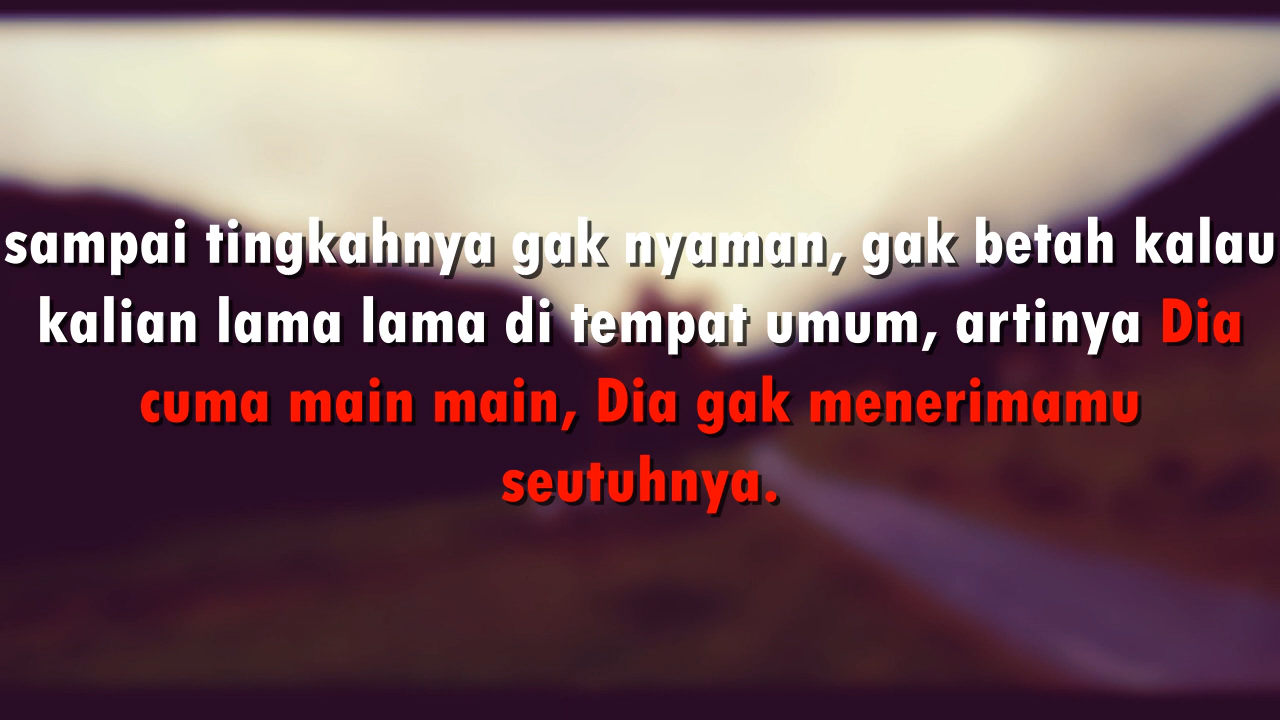 sampai tingkahnya gak nyaman, gak betah kalau
kalian lama lama di tempat umum, artinya Dia
cuma main main, Dia gak menerimamu
seutuhnya.